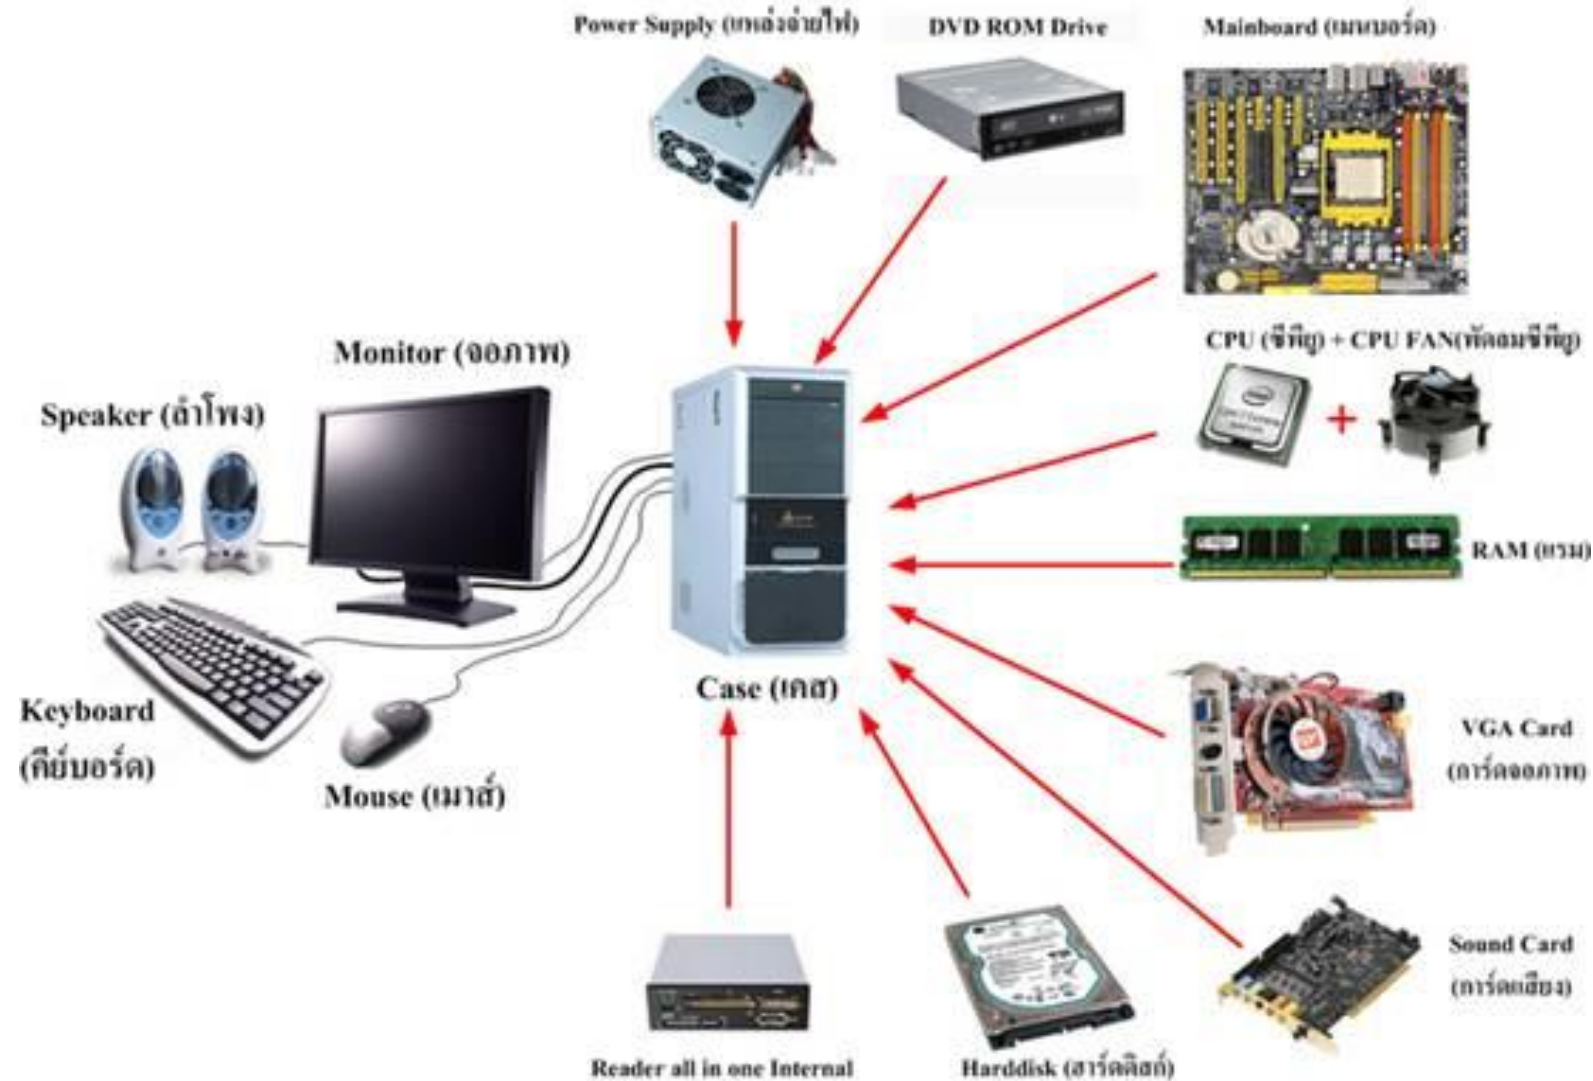 Power Supply (แหล่งจ่ายไฟ)
DVD ROM Drive
Mainboard (เมนบอร์ด)
CPU (ซีพียู) + CPU FAN(พัดลมซีพียู)
+
Monitor (จอภาพ)
Speaker (ลำโพง)
RAM (แรม)
Case (เคส)
Keyboard
(คีย์บอร์ด)
Mouse (เมาส์)
VGA Card
(การ์ดจอภาพ)
Sound Card
(การ์ดเสียง)
Reader all in one Internal
Harddisk (ฮาร์ดดิสก์)